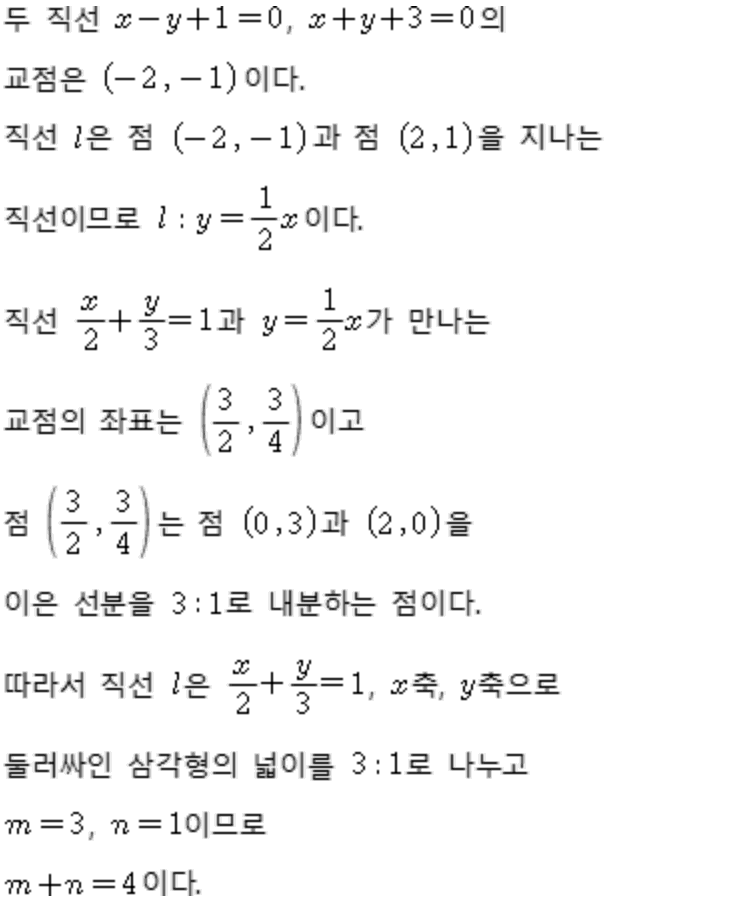 두 직선 x−y+1=0, x+y+3=0의
교점은 (−2, −1)이다.
직선 l은 점 (−2, −1)과 점 (2, 1)을 지나는
직선이므로 l : y=1/2x이다.
직선 x/2+y/3=1과 y=1/2x가 만나는
교점의 좌표는 (3/2, 3/4)이고
점 (3/2, 3/4)는 점 (0, 3)과 (2, 0)을
이은 선분을 3 : 1로 내분하는 점이다.
따라서 직선 l은 x/2+y/3=1, x축, y축으로
둘러싸인 삼각형의 넓이를 3 : 1로 나누고
m=3, n=1이므로
m+n=4이다.